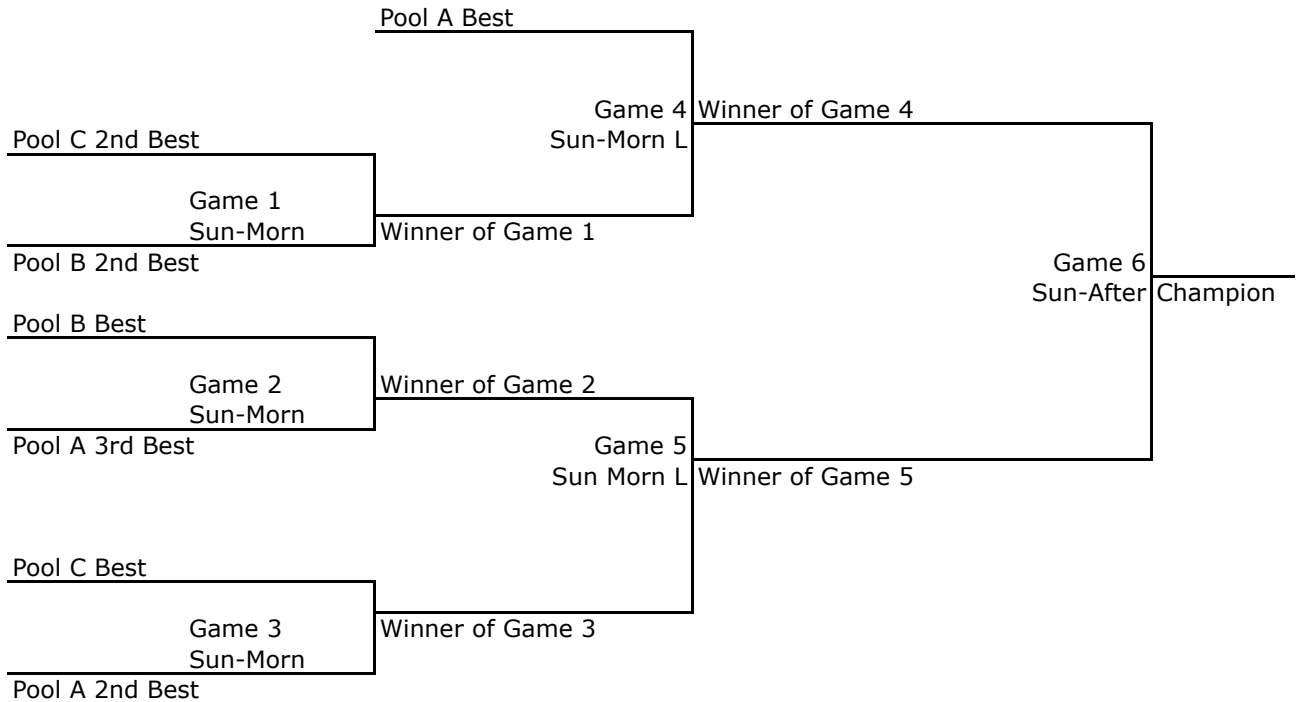 Pool A Best
Game 4 Winner of Game 4
Sun-Morn L
Pool C 2nd Best
Game 1
Sun-Morn
Winner of Game 1
Pool B 2nd Best
Game 6
Sun-After Champion
Pool B Best
Game 2
Sun-Morn
Winner of Game 2
Pool A 3rd Best
Game 5
Sun Morn L Winner of Game 5
Pool C Best
Game 3
Sun-Morn
Winner of Game 3
Pool A 2nd Best